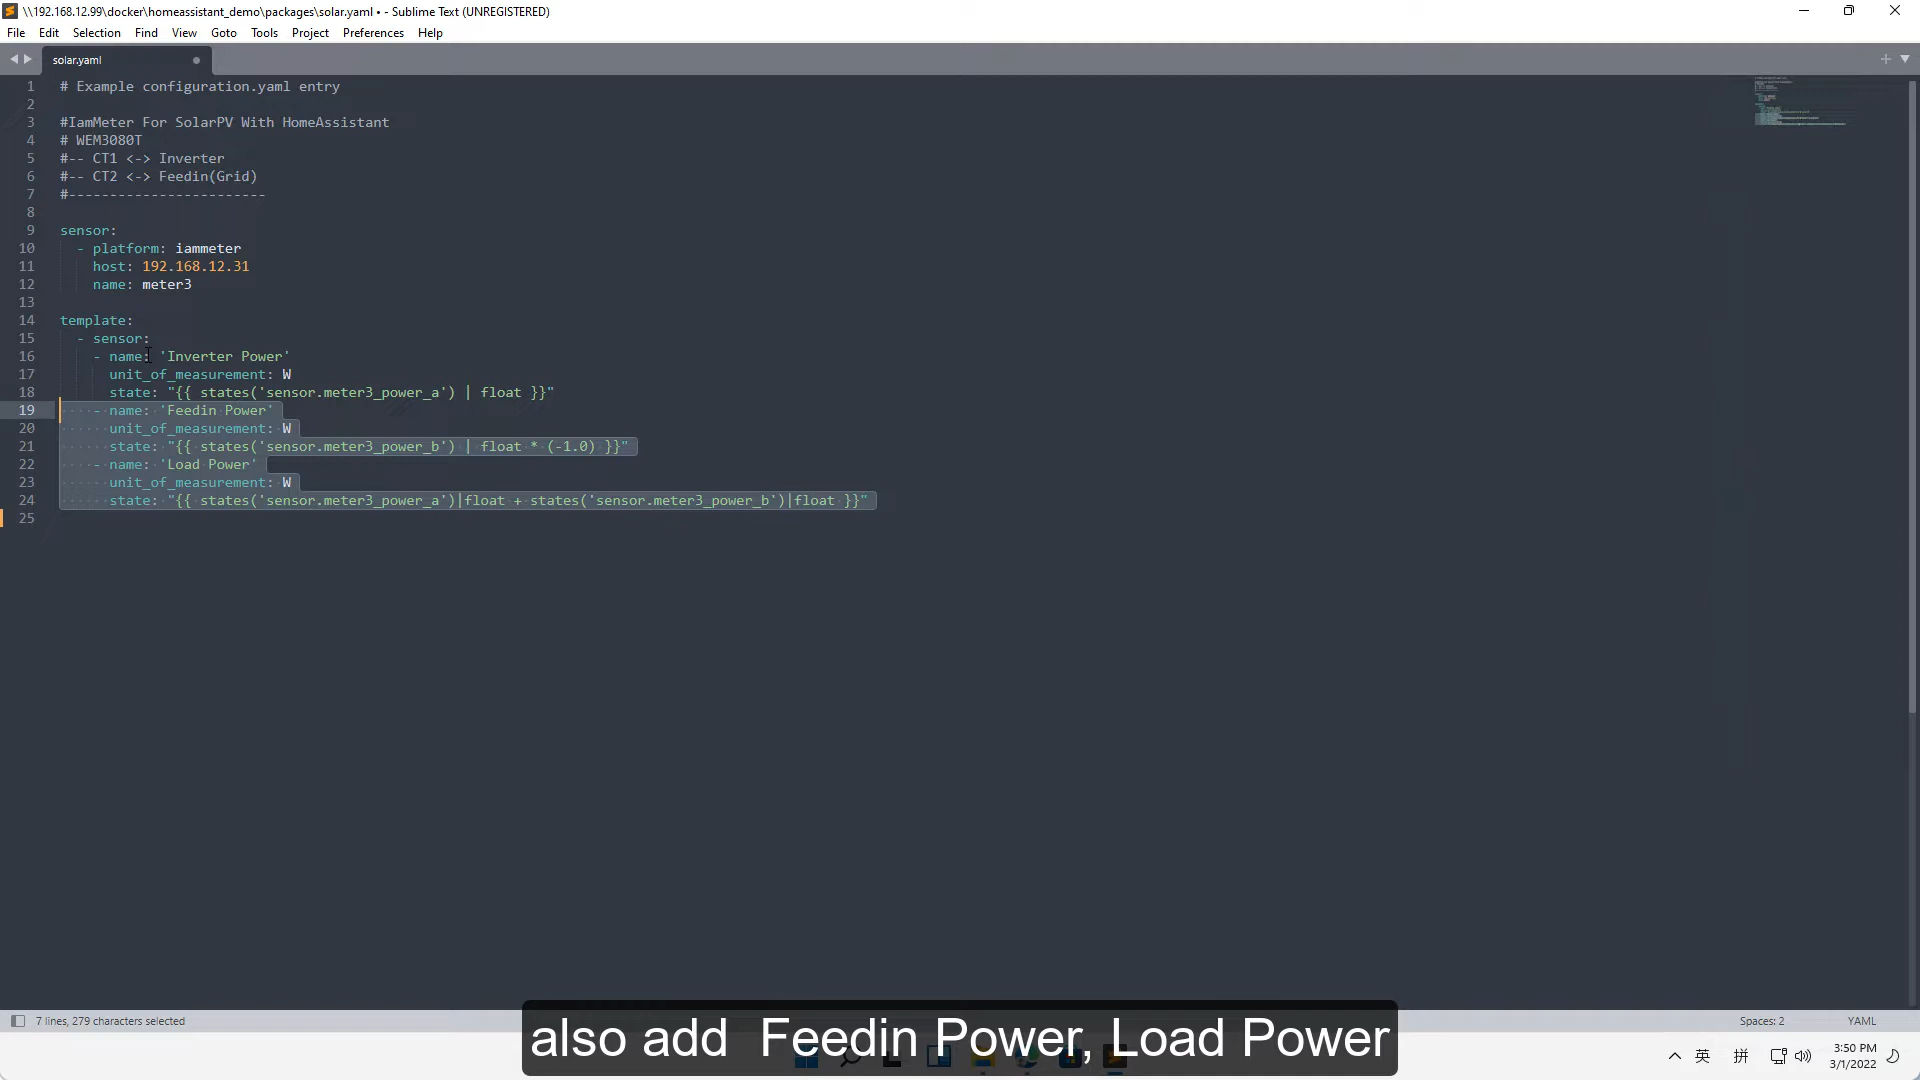 \\192.168.12.99\docker\homeassistant_demo\packages\solar.yaml • - Sublime Text (UNREGISTERED)
File Edit Selection Find View Goto Tools Project Preferences Help
solar.yaml
1 # Example configuration.yaml entry
2
3 #IamMeter For SolarPV With HomeAssistant
4 # WEM3080T
5 #-- CT1 <-> Inverter
6 #-- CT2 <-> Feedin(Grid)
7 #------------------------
8
9 sensor:
10   - platform: iammeter
11     host: 192.168.12.31
12     name: meter3
13
14 template:
15   - sensor:
16     - name: 'Inverter Power'
17       unit_of_measurement: W
18       state: "{{ states('sensor.meter3_power_a') | float }}"
19     - name: 'Feedin Power'
20       unit_of_measurement: W
21       state: "{{ states('sensor.meter3_power_b') | float * (-1.0) }}"
22     - name: 'Load Power'
23       unit_of_measurement: W
24       state: "{{ states('sensor.meter3_power_a')|float + states('sensor.meter3_power_b')|float }}"
25
7 lines, 279 characters selected
Spaces: 2 YAML
also add Feedin Power, Load Power
英 拼 3:50 PM
3/1/2022